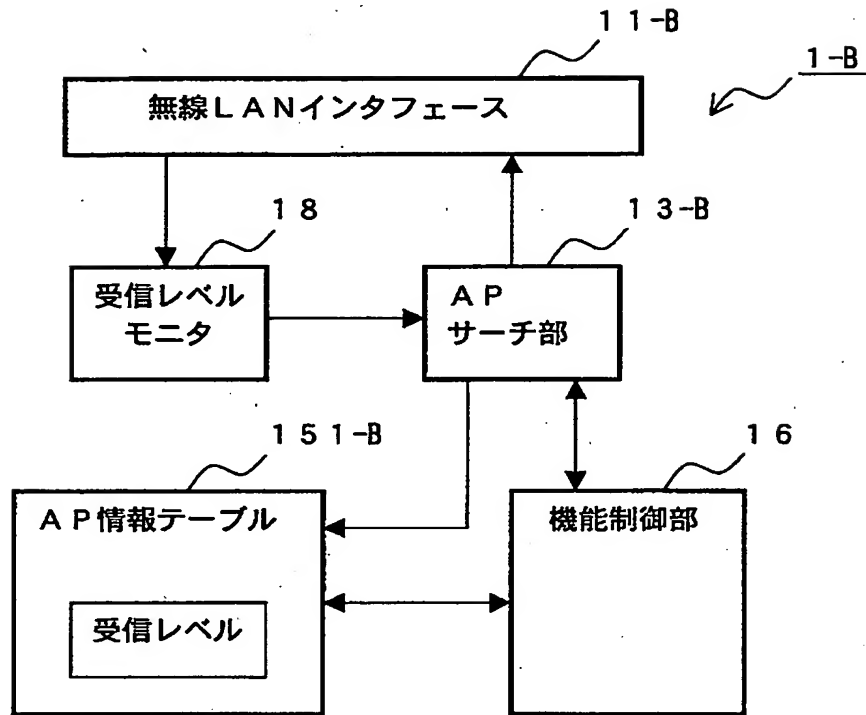 11-B
1-B
無線LANインタフェース
18
13-B
受信レベル
モニタ
AP
サーチ部
151-B
16
AP情報テーブル
機能制御部
受信レベル